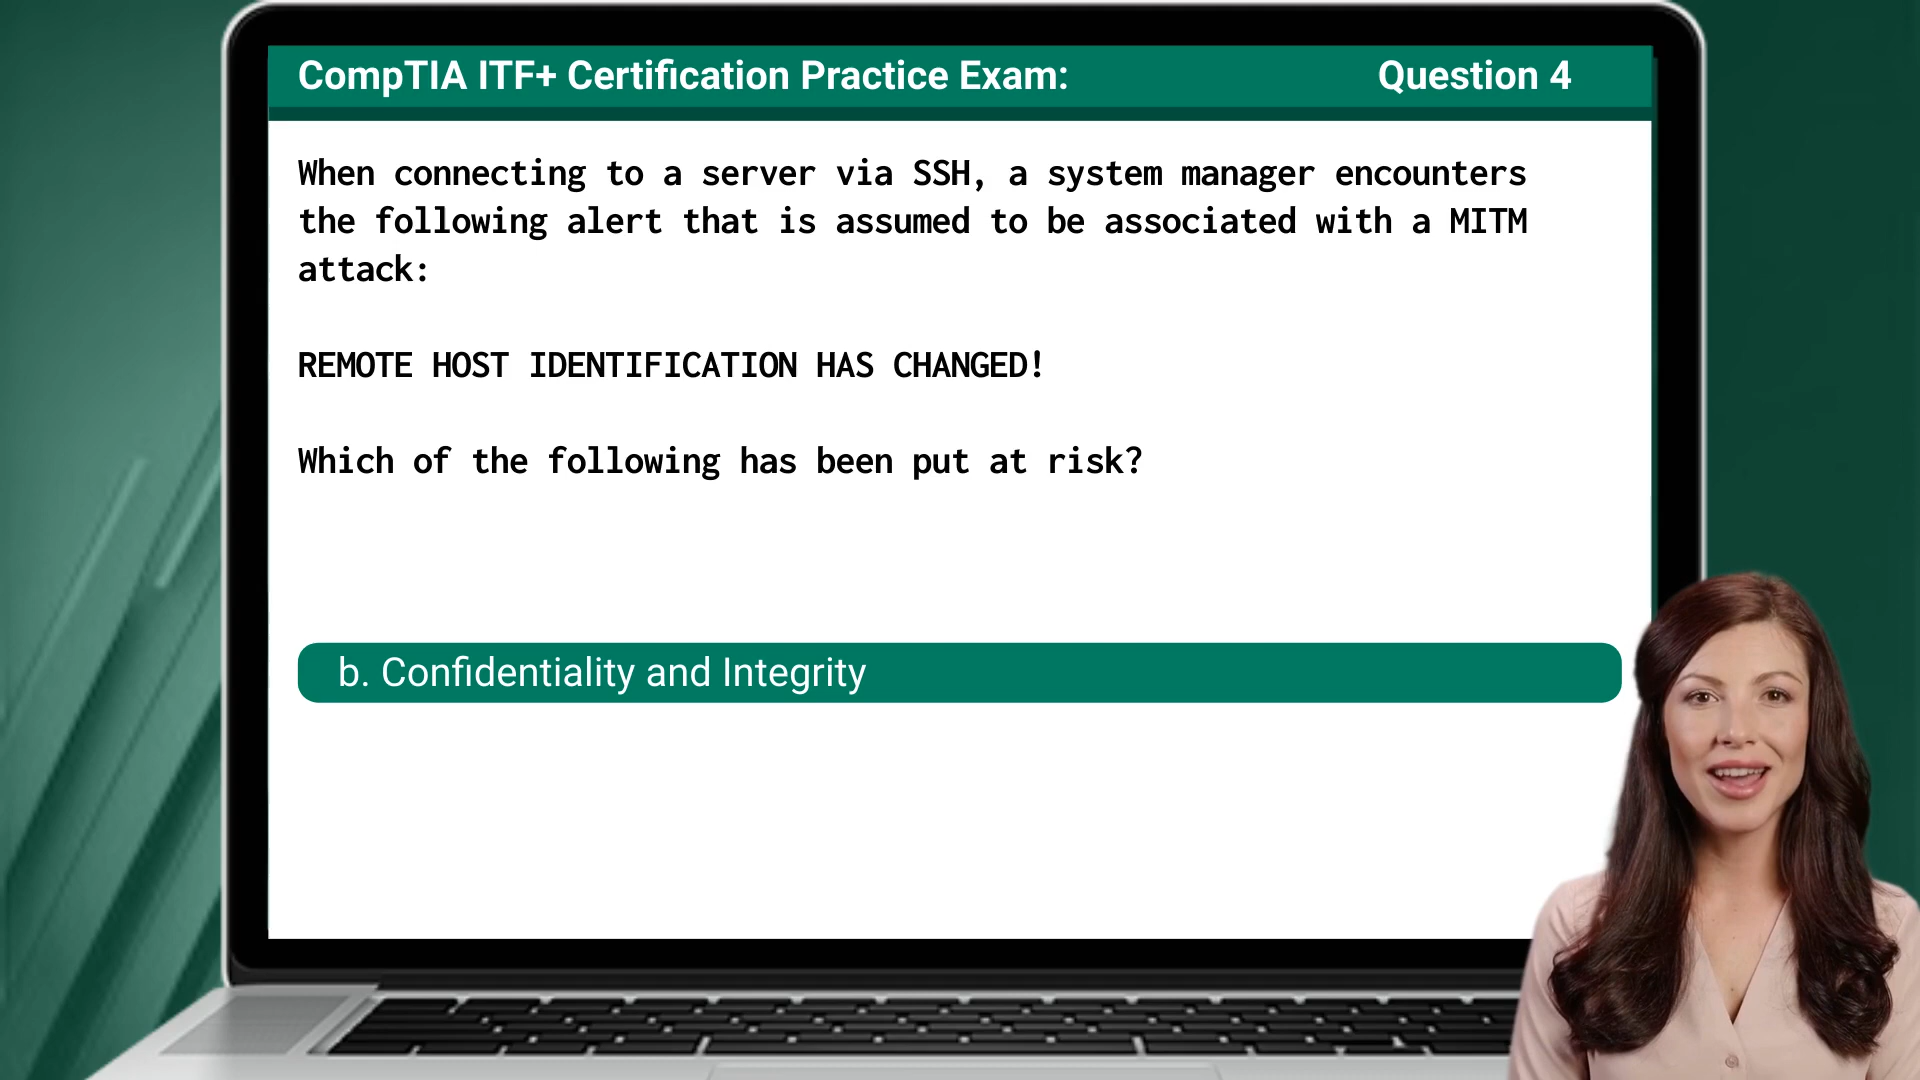 CompTIA ITF+ Certification Practice Exam:
Question 4
When connecting to a server via SSH, a system manager encounters
the following alert that is assumed to be associated with a MITM
attack:
REMOTE HOST IDENTIFICATION HAS CHANGED!
Which of the following has been put at risk?
b. Confidentiality and Integrity